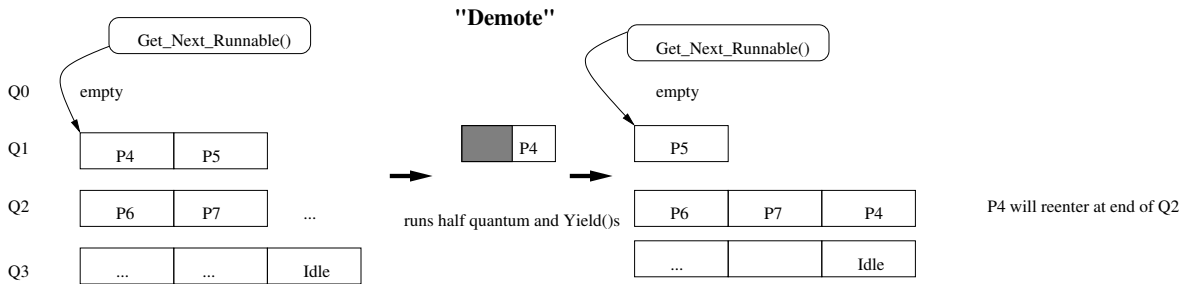 "Demote"
Get_Next_Runnable()
Get_Next_Runnable()
Q0 empty empty
Q1 P4 P5 P4 P5
Q2 P6 P7 ... runs half quantum and Yield()s P6 P7 P4 P4 will reenter at end of Q2
Q3 ... ... Idle ... Idle